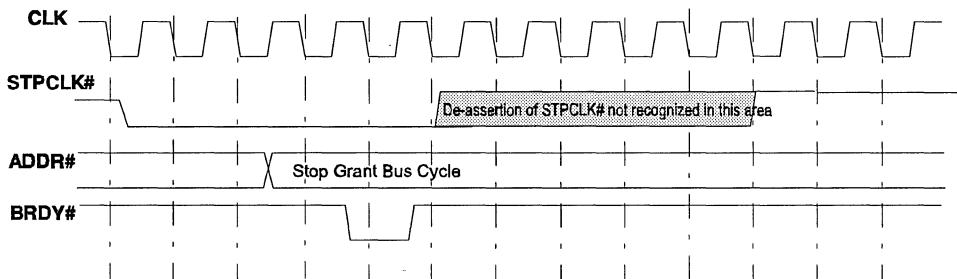 CLK
STPCLK#
De-assertion of STPCLK# not recognized in this area
ADDR#
Stop Grant Bus Cycle
BRDY#